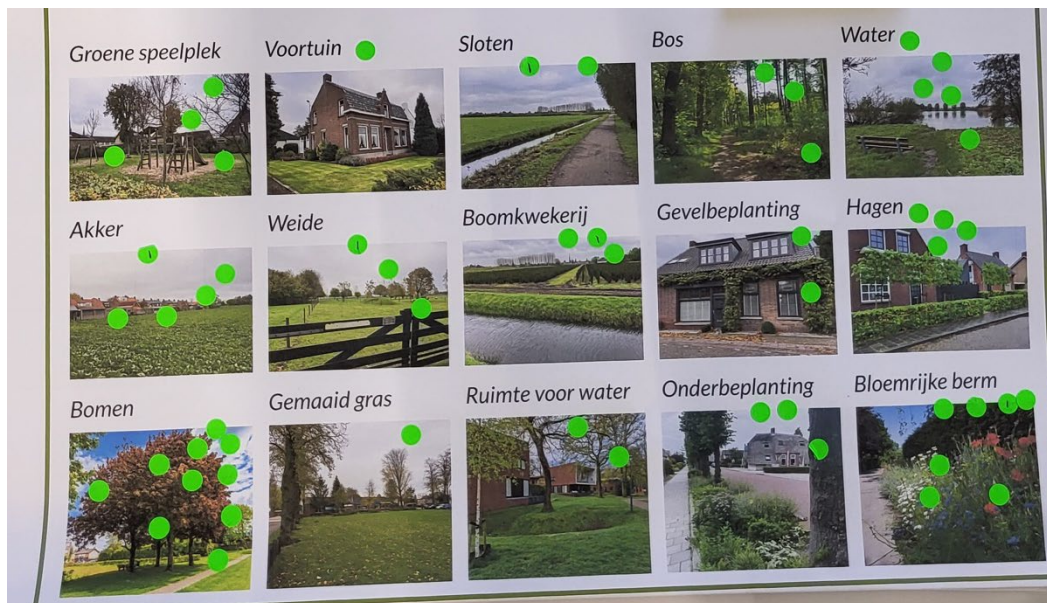 Groene speelplek
Voortuin
Sloten
Bos
Water
Akker
Weide
Boomkwekerij
Gevelbeplanting
Hagen
Bomen
Gemaaid gras
Ruimte voor water
Onderbeplanting
Bloemrijke berm